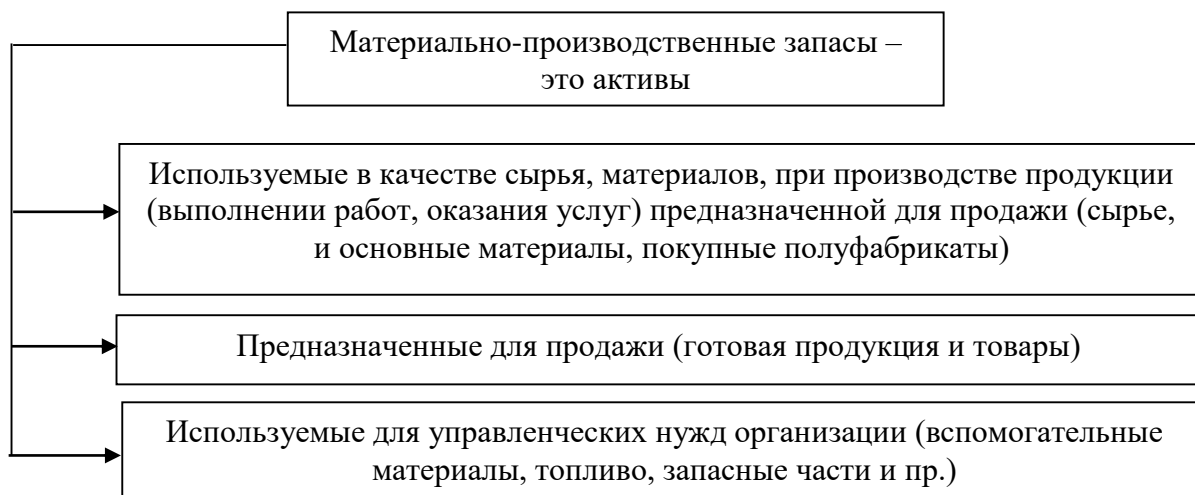 Материально-производственные запасы –
это активы
Используемые в качестве сырья, материалов, при производстве продукции
(выполнении работ, оказания услуг) предназначенной для продажи (сырье,
и основные материалы, покупные полуфабрикаты)
Предназначенные для продажи (готовая продукция и товары)
Используемые для управленческих нужд организации (вспомогательные
материалы, топливо, запасные части и пр.)